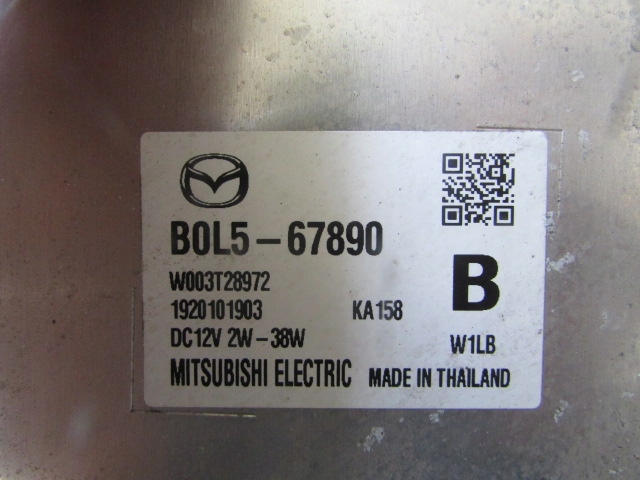 B0L5-67890
W003T28972
1920101903 KA158
DC12V 2W-38W
B
W1LB
MITSUBISHI ELECTRIC MADE IN THAILAND